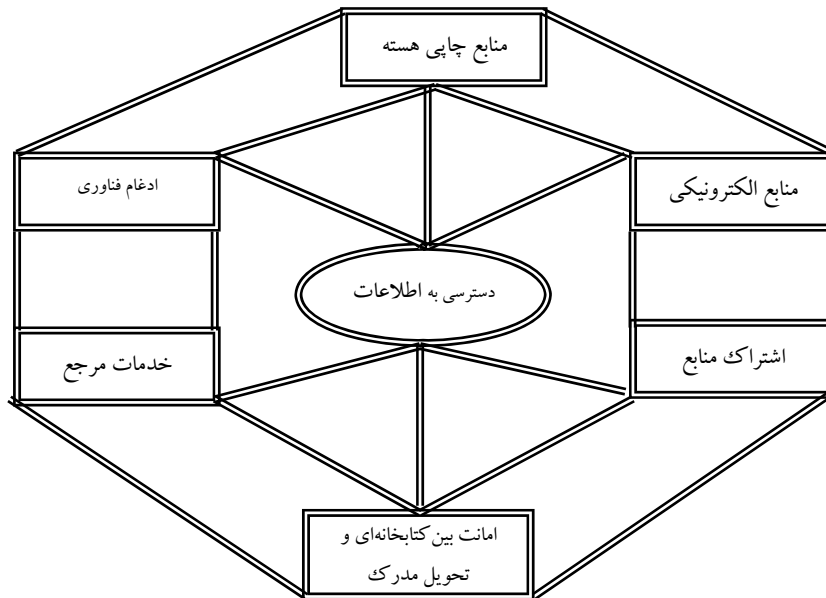 منابع چاپی هسته
منابع الکترونیکی
ادغام فناوری
دسترسی به اطلاعات
اشتراک منابع
خدمات مرجع
امانت بین کتابخانه‌ای و
تحویل مدرک